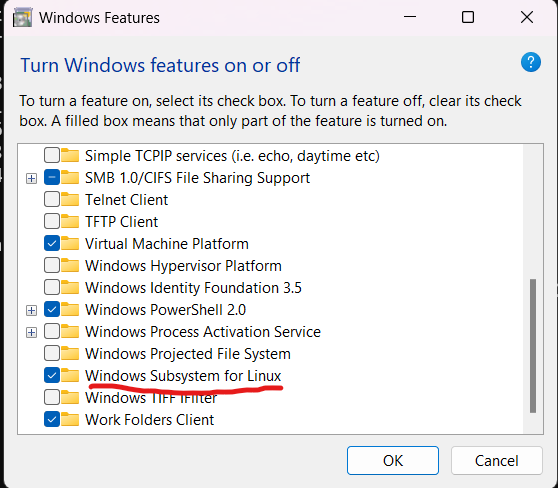 Windows Features
Turn Windows features on or off
To turn a feature on, select its check box. To turn a feature off, clear its check
box. A filled box means that only part of the feature is turned on.
Simple TCPIP services (i.e. echo, daytime etc)
SMB 1.0/CIFS File Sharing Support
Telnet Client
TFTP Client
Virtual Machine Platform
Windows Hypervisor Platform
Windows Identity Foundation 3.5
Windows PowerShell 2.0
Windows Process Activation Service
Windows Projected File System
Windows Subsystem for Linux
Windows TIFF IFilter
Work Folders Client
OK
Cancel